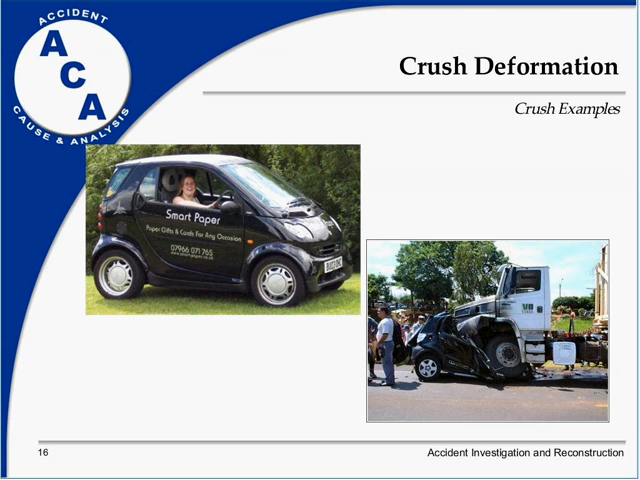 ACCIDENT
A
C
A
CAUSE & ANALYSIS
Crush Deformation
Crush Examples
Smart Paper
Paper Gifts & Cards For Any Occasion
07966 071 765
16
Accident Investigation and Reconstruction